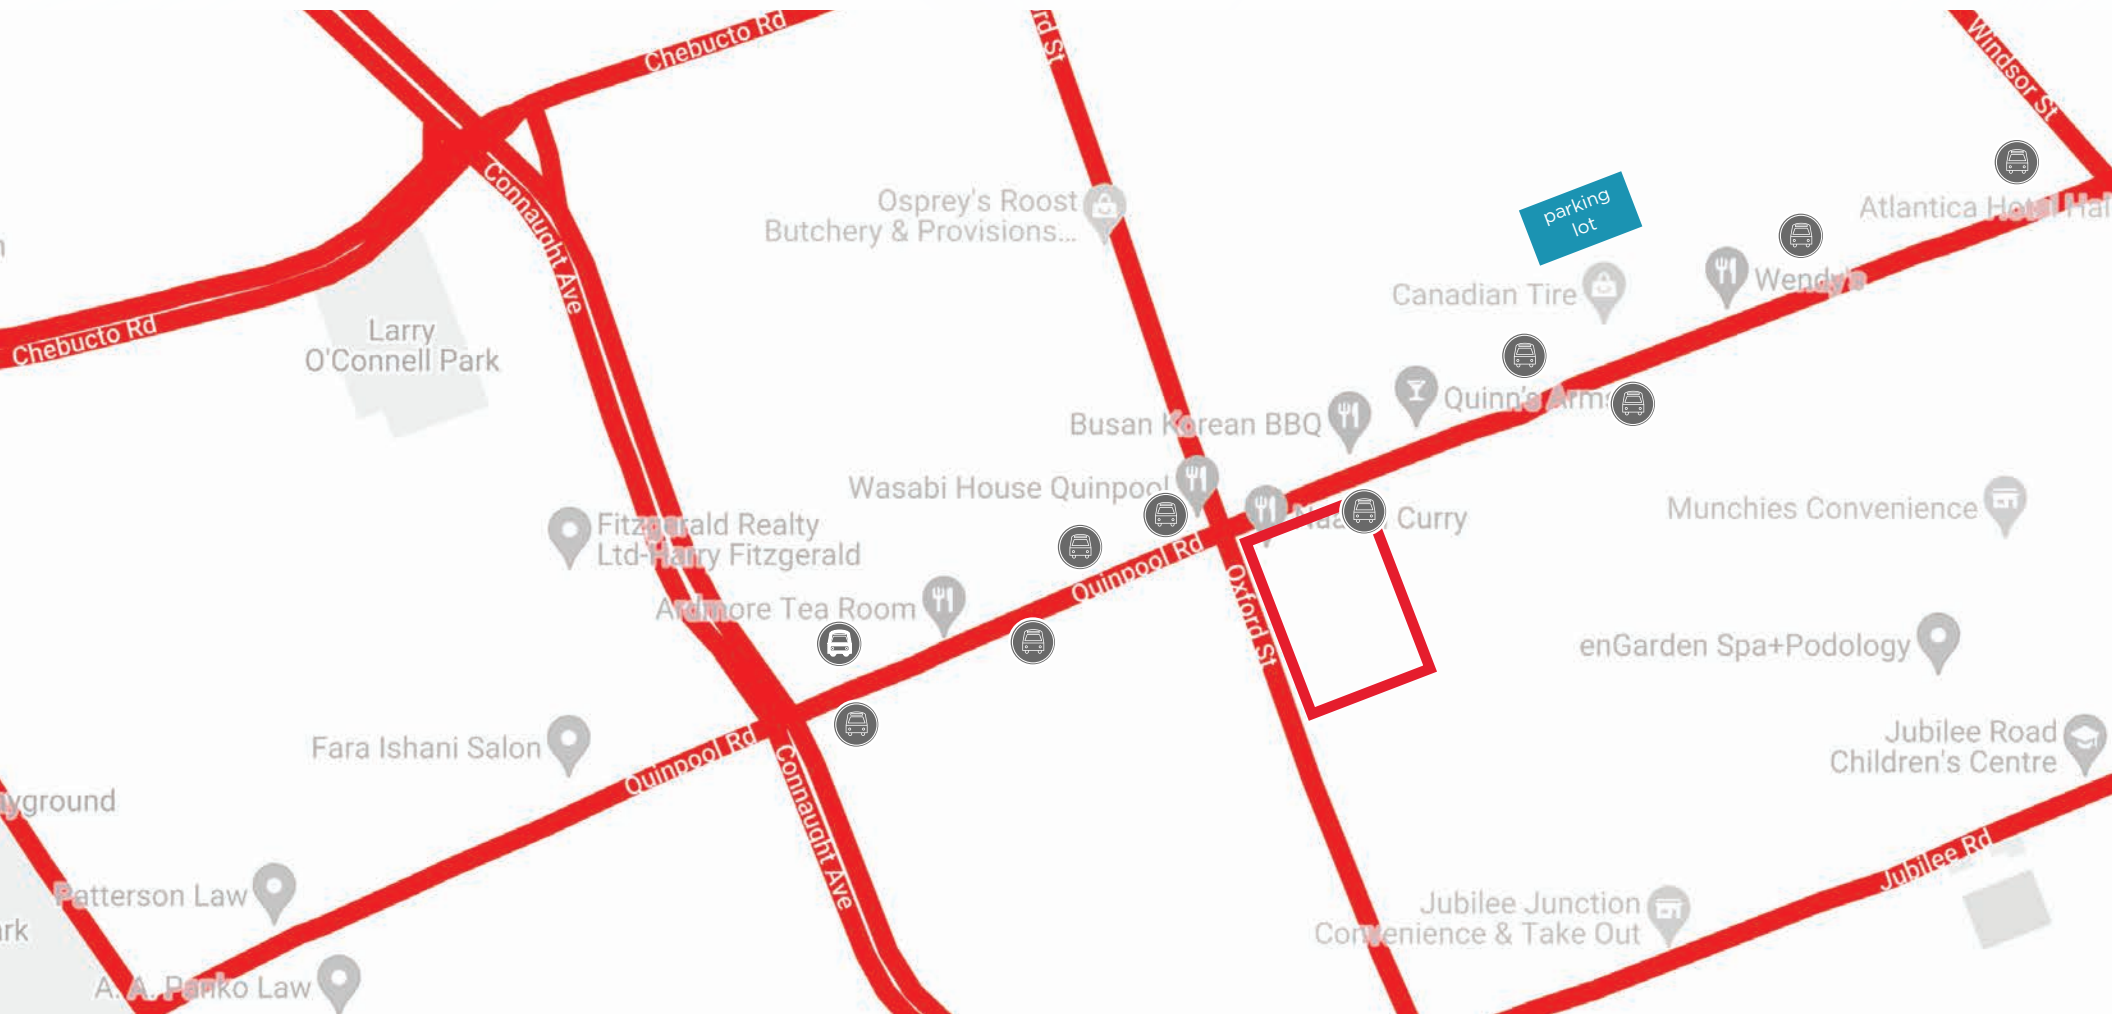 Chebucto Rd
rd St
Windsor St
Connaught Ave
Osprey's Roost
Butchery & Provisions...
parking
lot
Atlantica Hotel Hal
Canadian Tire
Wendy's
Chebucto Rd
Larry
O'Connell Park
Quinn's Arms
Busan Korean BBQ
Wasabi House Quinpool
Curry
Munchies Convenience
Fitzgerald Realty
Ltd-Harry Fitzgerald
Quinpool Rd
Ardmore Tea Room
Oxford St
enGarden Spa+Podology
Fara Ishani Salon
Quinpool Rd
Connaught Ave
Jubilee Road
Children's Centre
yground
Jubilee Rd
Patterson Law
Jubilee Junction
Convenience & Take Out
rk
A. A. Panko Law